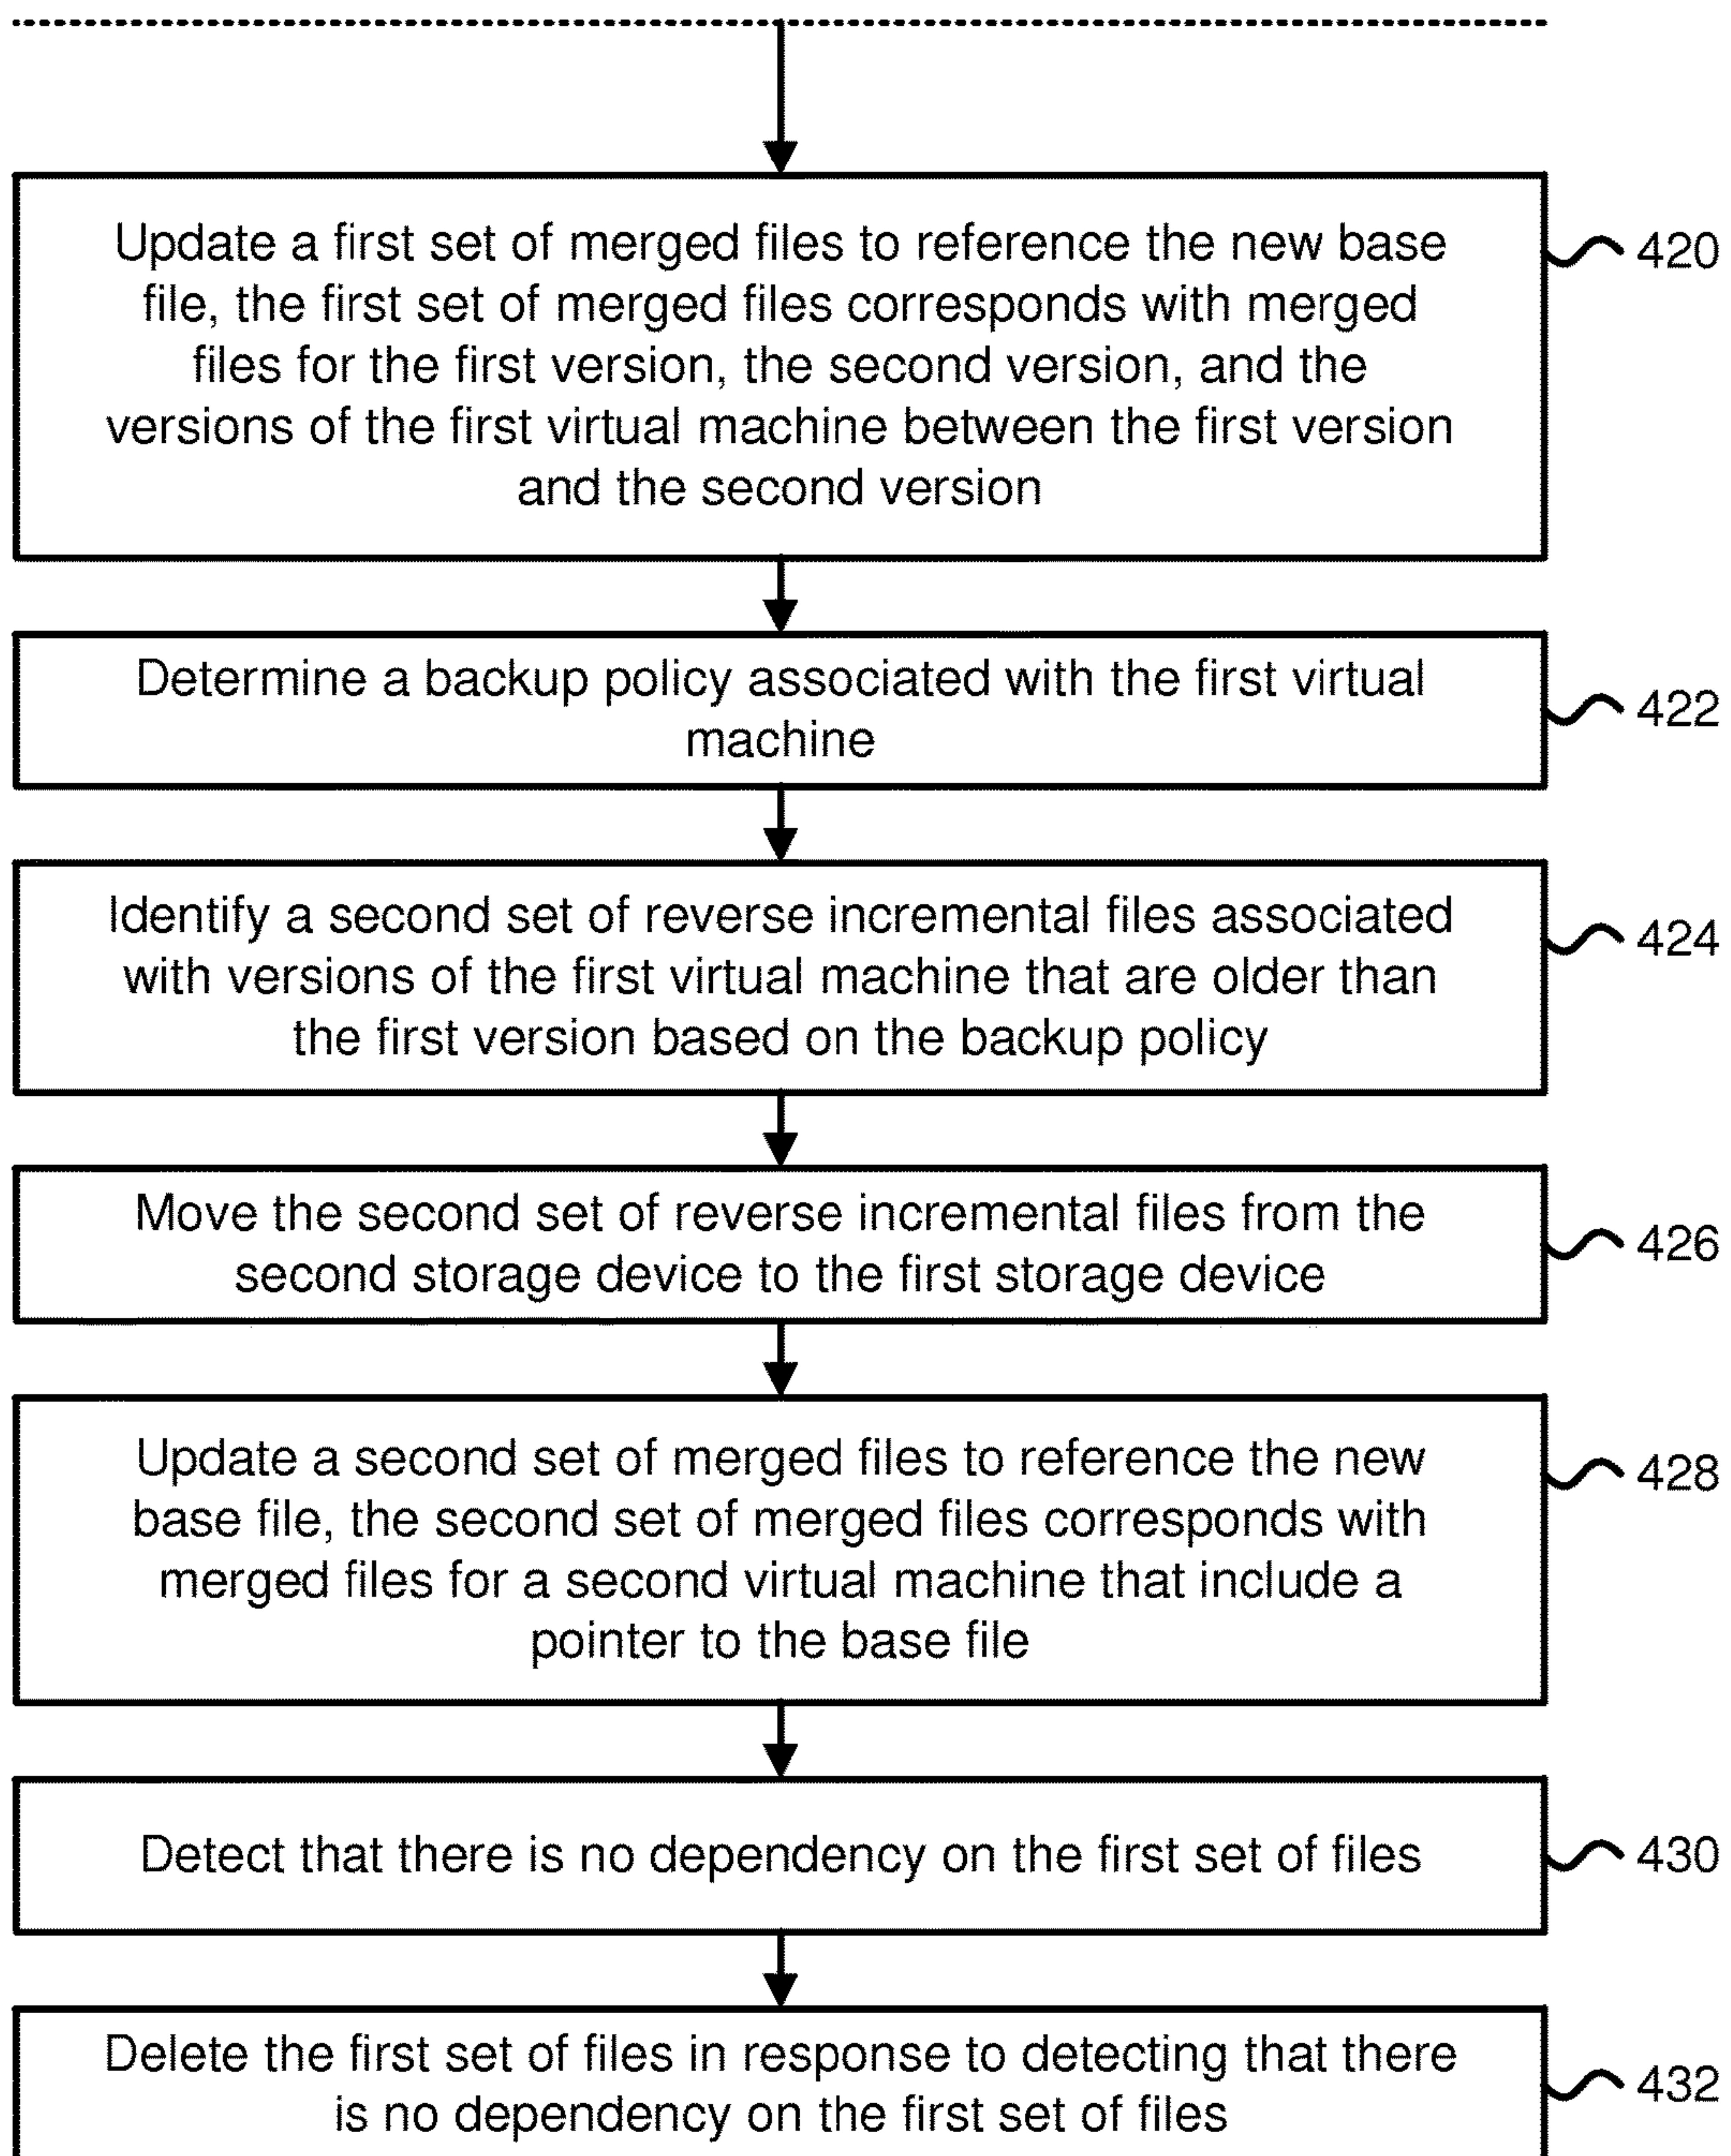 Update a first set of merged files to reference the new base
file, the first set of merged files corresponds with merged
files for the first version, the second version, and the
versions of the first virtual machine between the first version
and the second version
420
Determine a backup policy associated with the first virtual
machine
422
Identify a second set of reverse incremental files associated
with versions of the first virtual machine that are older than
the first version based on the backup policy
424
Move the second set of reverse incremental files from the
second storage device to the first storage device
426
Update a second set of merged files to reference the new
base file, the second set of merged files corresponds with
merged files for a second virtual machine that include a
pointer to the base file
428
Detect that there is no dependency on the first set of files
430
Delete the first set of files in response to detecting that there
is no dependency on the first set of files
432